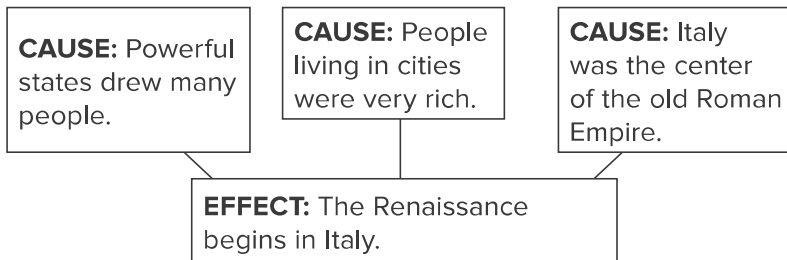 CAUSE: Powerful
states drew many
people.
CAUSE: People
living in cities
were very rich.
CAUSE: Italy
was the center
of the old Roman
Empire.
EFFECT: The Renaissance
begins in Italy.